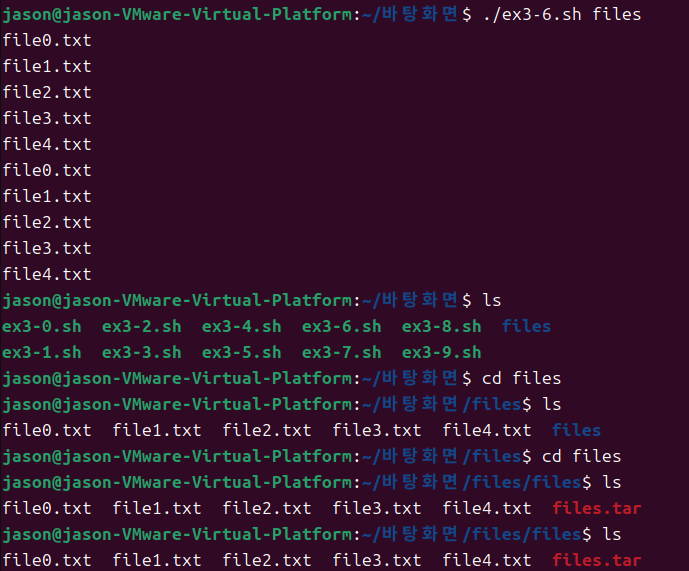 jason@jason-VMware-Virtual-Platform:~/바탕화면$ ./ex3-6.sh files
file0.txt
file1.txt
file2.txt
file3.txt
file4.txt
file0.txt
file1.txt
file2.txt
file3.txt
file4.txt
jason@jason-VMware-Virtual-Platform:~/바탕화면$ ls
ex3-0.sh  ex3-2.sh  ex3-4.sh  ex3-6.sh  ex3-8.sh  files
ex3-1.sh  ex3-3.sh  ex3-5.sh  ex3-7.sh  ex3-9.sh
jason@jason-VMware-Virtual-Platform:~/바탕화면$ cd files
jason@jason-VMware-Virtual-Platform:~/바탕화면/files$ ls
file0.txt  file1.txt  file2.txt  file3.txt  file4.txt  files
jason@jason-VMware-Virtual-Platform:~/바탕화면/files$ cd files
jason@jason-VMware-Virtual-Platform:~/바탕화면/files/files$ ls
file0.txt  file1.txt  file2.txt  file3.txt  file4.txt  files.tar
jason@jason-VMware-Virtual-Platform:~/바탕화면/files/files$ ls
file0.txt  file1.txt  file2.txt  file3.txt  file4.txt  files.tar